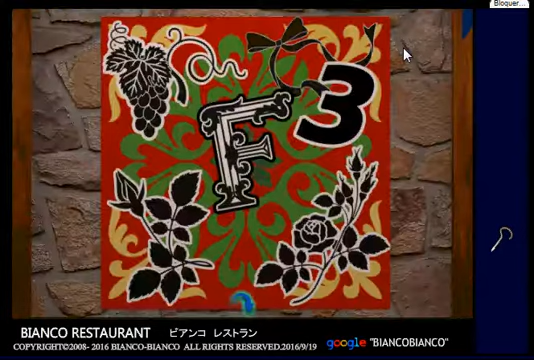 Bloquer...
3
F
BIANCO RESTAURANT ビアンコ レストラン
COPYRIGHT©2008- 2016 BIANCO-BIANCO ALL RIGHTS RESERVED.2016/9/19
google "BIANCOBIANCO"